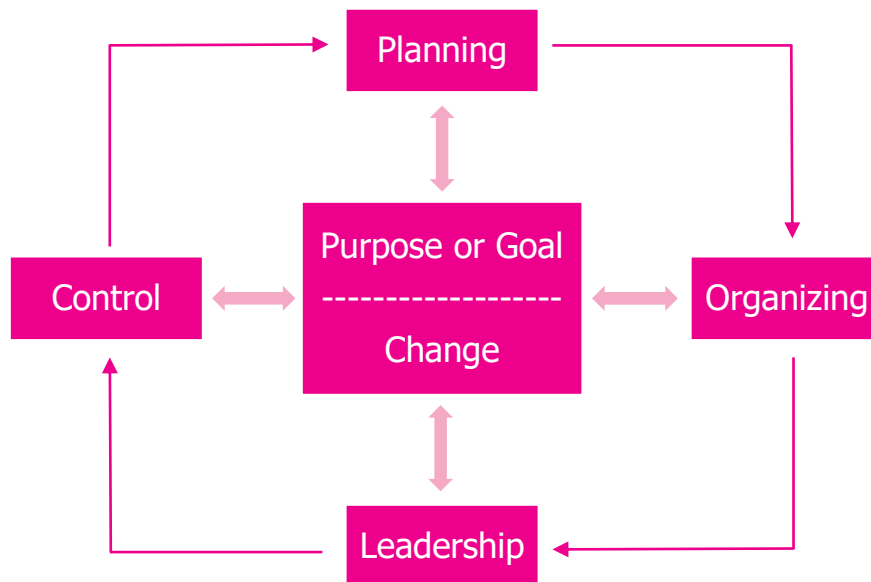 Planning
Purpose or Goal
--------------------
Change
Control
Organizing
Leadership